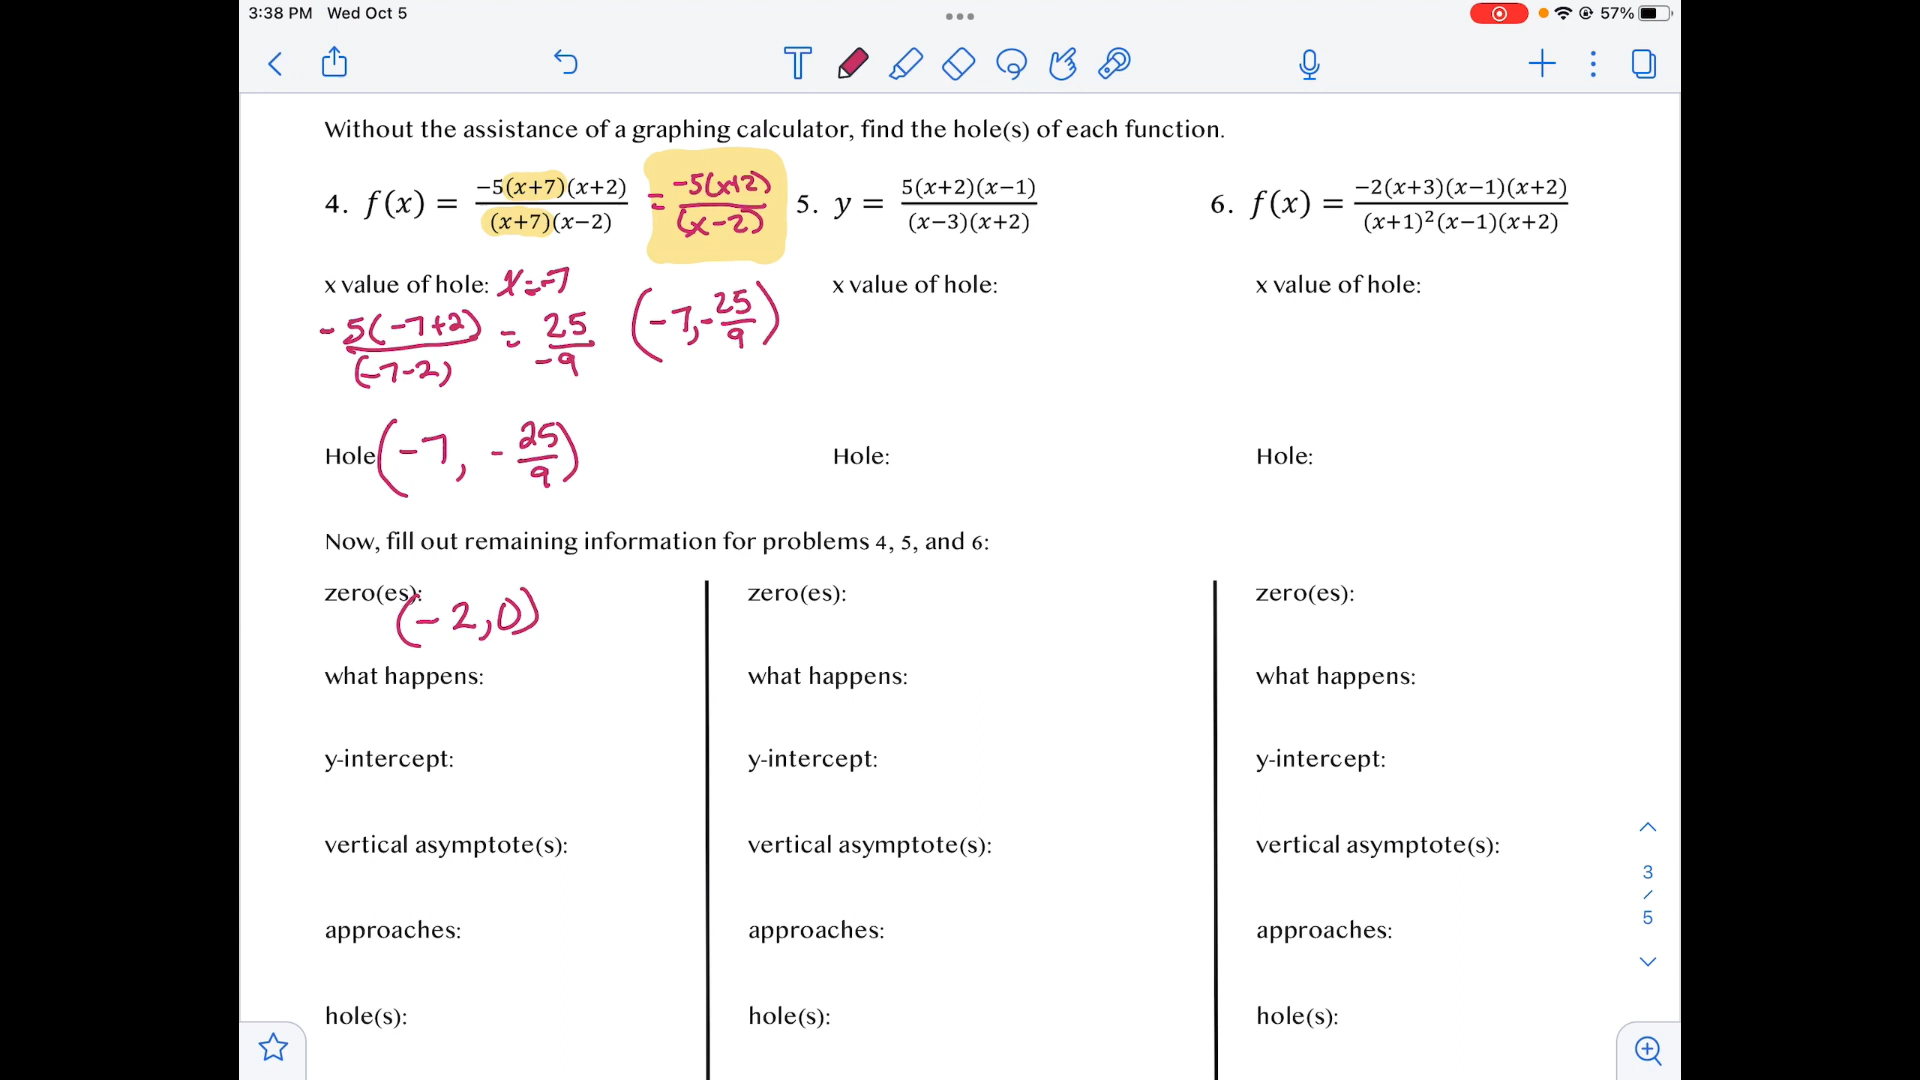 3:38 PM Wed Oct 5
57%
Without the assistance of a graphing calculator, find the hole(s) of each function.
4. f(x) = −5(x+7)(x+2) / (x+7)(x−2) = -5(x+2) / (x-2)
5. y = 5(x+2)(x−1) / (x−3)(x+2)
6. f(x) = −2(x+3)(x−1)(x+2) / (x+1)²(x−1)(x+2)
x value of hole: x=-7
x value of hole:
x value of hole:
-5(-7+2) / (-7-2) = 25 / -9 (-7, -25/9)
Hole (-7, -25/9)
Hole:
Hole:
Now, fill out remaining information for problems 4, 5, and 6:
zero(es): (-2,0)
zero(es):
zero(es):
what happens:
what happens:
what happens:
y-intercept:
y-intercept:
y-intercept:
vertical asymptote(s):
vertical asymptote(s):
vertical asymptote(s):
approaches:
approaches:
approaches:
hole(s):
hole(s):
hole(s):
3 / 5